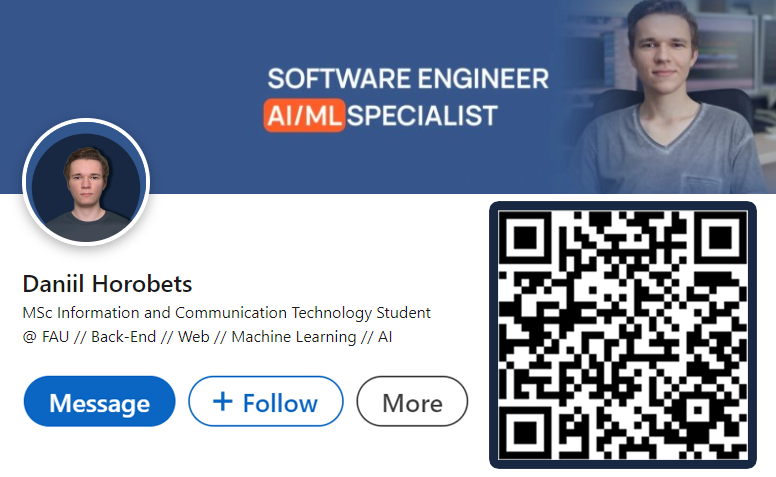 SOFTWARE ENGINEER
AI/ML SPECIALIST
Daniil Horobets
MSc Information and Communication Technology Student
@ FAU // Back-End // Web // Machine Learning // AI
Message
+ Follow
More